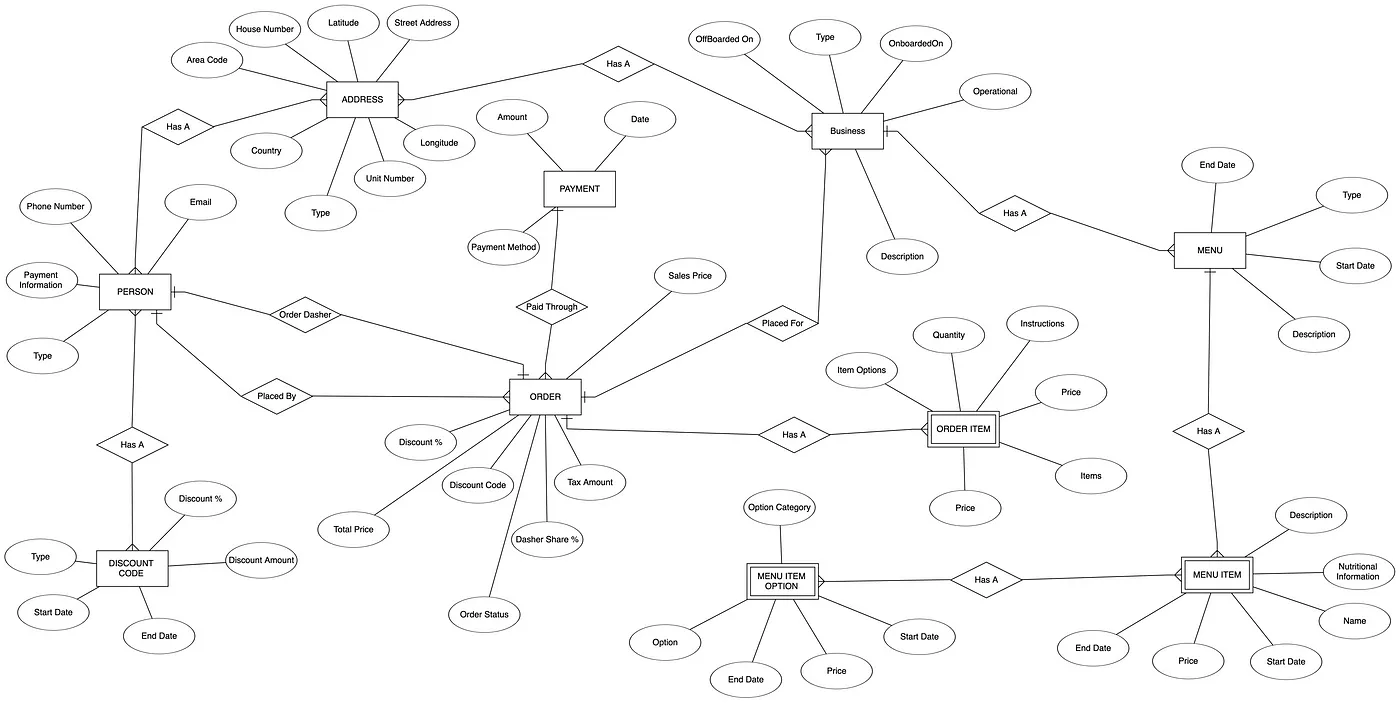 Latitude
Street Address
House Number
Area Code
ADDRESS
Has A
Country
Longitude
Unit Number
Type
Has A
OffBoarded On
Type
OnboardedOn
Operational
Business
Description
Amount
Date
PAYMENT
Payment Method
Paid Through
Phone Number
Email
Payment
Information
PERSON
Type
Order Dasher
Placed By
Has A
Sales Price
Placed For
ORDER
Discount %
Discount Code
Tax Amount
Total Price
Dasher Share %
Order Status
Has A
End Date
Type
MENU
Start Date
Description
Has A
Instructions
Quantity
Item Options
Price
ORDER ITEM
Has A
Items
Price
Discount %
Type
DISCOUNT
CODE
Discount Amount
Start Date
End Date
Option Category
MENU ITEM
OPTION
Has A
Option
End Date
Price
Start Date
Description
MENU ITEM
Nutritional
Information
Name
End Date
Price
Start Date